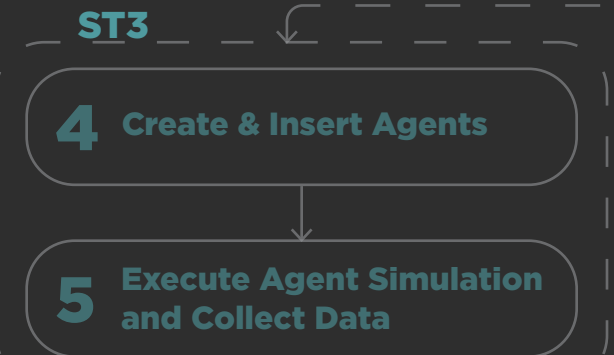 ST3
4 Create & Insert Agents
5 Execute Agent Simulation
and Collect Data